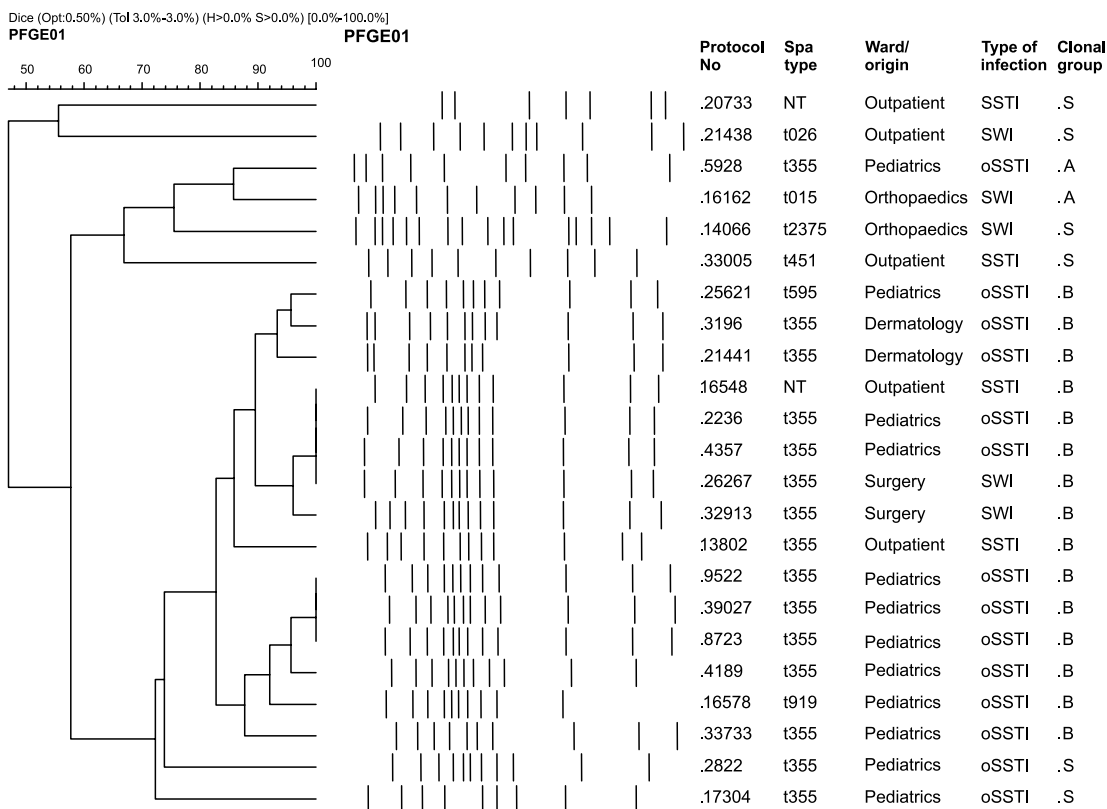 Dice (Opt:0.50%) (Tol 3.0%-3.0%) (H>0.0% S>0.0%) [0.0%-100.0%]
PFGE01 PFGE01
Protocol No Spa type Ward/ origin Type of infection Clonal group
50 60 70 80 90 100
.20733 NT Outpatient SSTI .S
.21438 t026 Outpatient SWI .S
.5928 t355 Pediatrics oSSTI .A
.16162 t015 Orthopaedics SWI .A
.14066 t2375 Orthopaedics SWI .S
.33005 t451 Outpatient SSTI .S
.25621 t595 Pediatrics oSSTI .B
.3196 t355 Dermatology oSSTI .B
.21441 t355 Dermatology oSSTI .B
.16548 NT Outpatient SSTI .B
.2236 t355 Pediatrics oSSTI .B
.4357 t355 Pediatrics oSSTI .B
.26267 t355 Surgery SWI .B
.32913 t355 Surgery SWI .B
.13802 t355 Outpatient SSTI .B
.9522 t355 Pediatrics oSSTI .B
.39027 t355 Pediatrics oSSTI .B
.8723 t355 Pediatrics oSSTI .B
.4189 t355 Pediatrics oSSTI .B
.16578 t919 Pediatrics oSSTI .B
.33733 t355 Pediatrics oSSTI .B
.2822 t355 Pediatrics oSSTI .S
.17304 t355 Pediatrics oSSTI .S